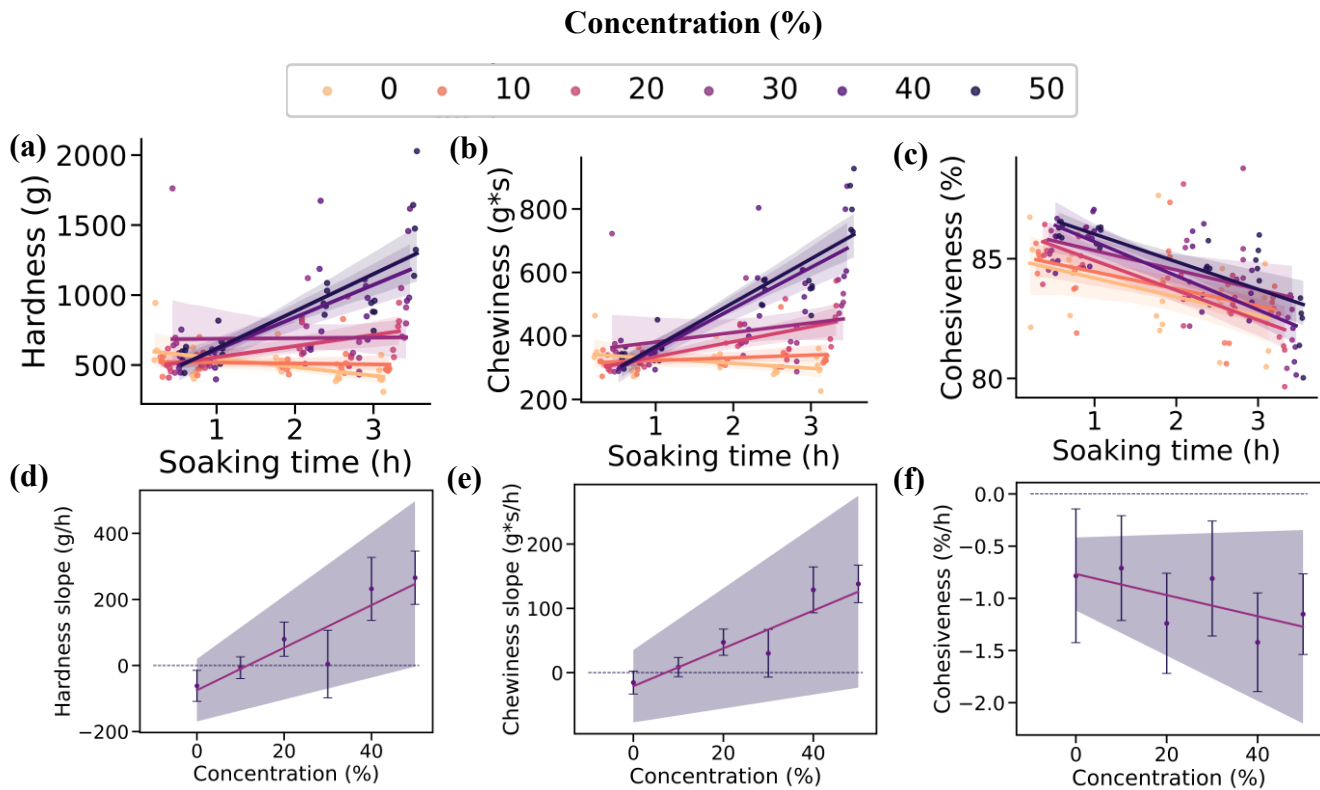 Concentration (%)
0 10 20 30 40 50
(a)
Hardness (g)
2000
1500
1000
500
1 2 3
Soaking time (h)
(b)
Chewiness (g*s)
800
600
400
200
1 2 3
Soaking time (h)
(c)
Cohesiveness (%)
85
80
1 2 3
Soaking time (h)
(d)
Hardness slope (g/h)
400
200
0
−200
0 20 40
Concentration (%)
(e)
Chewiness slope (g*s/h)
200
100
0
0 20 40
Concentration (%)
(f)
Cohesiveness (%/h)
0.0
−0.5
−1.0
−1.5
−2.0
0 20 40
Concentration (%)